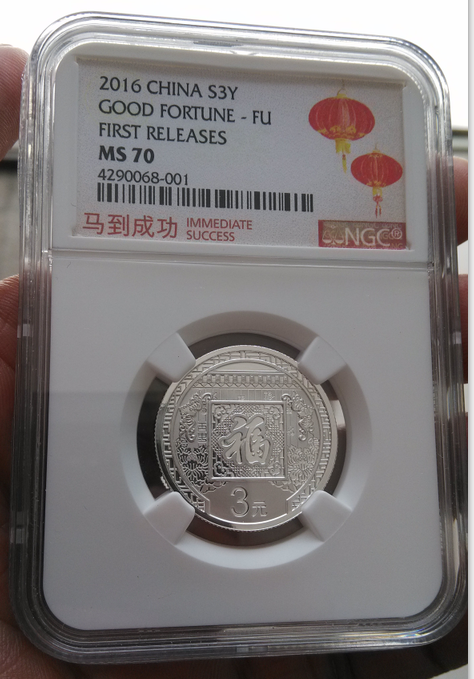 2016 CHINA S3Y
GOOD FORTUNE - FU
FIRST RELEASES
MS 70
4290068-001
马到成功 IMMEDIATE
SUCCESS
NGC
福
3元